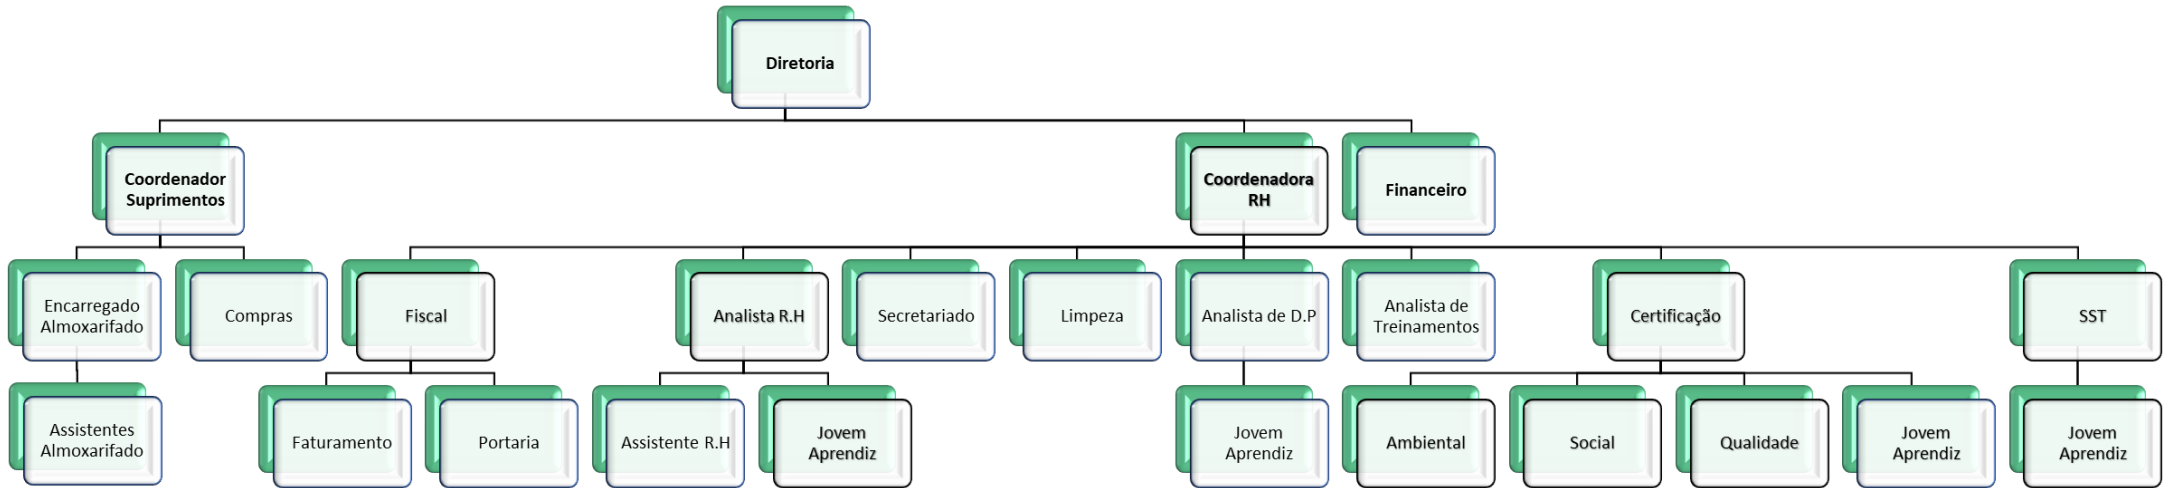 Diretoria
Coordenador
Suprimentos
Coordenadora
RH
Financeiro
Encarregado
Almoxarifado
Compras
Fiscal
Analista R.H
Secretariado
Limpeza
Analista de D.P
Analista de
Treinamentos
Certificação
SST
Assistentes
Almoxarifado
Faturamento
Portaria
Assistente R.H
Jovem
Aprendiz
Jovem
Aprendiz
Ambiental
Social
Qualidade
Jovem
Aprendiz
Jovem
Aprendiz